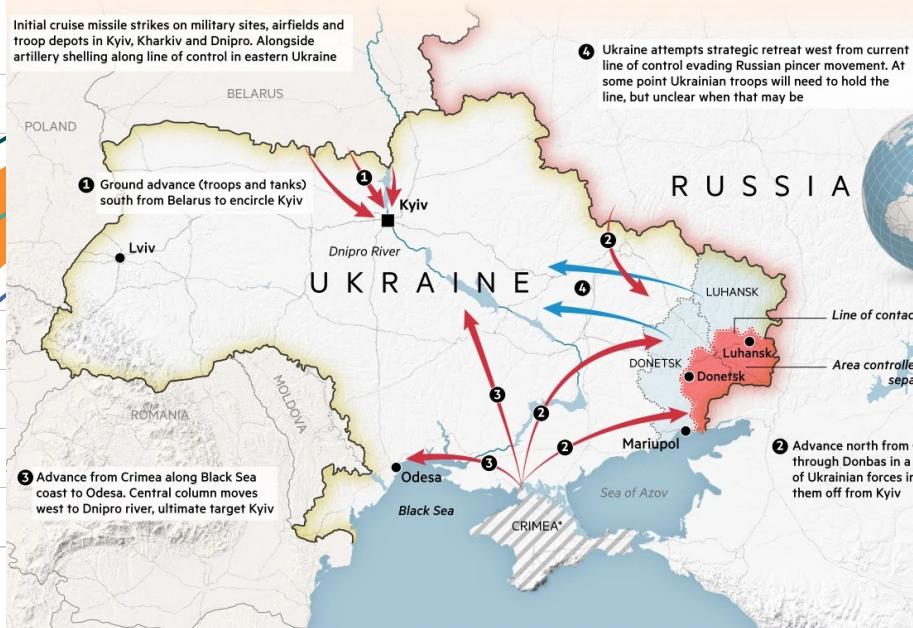 Initial cruise missile strikes on military sites, airfields and
troop depots in Kyiv, Kharkiv and Dnipro. Alongside
artillery shelling along line of control in eastern Ukraine
4 Ukraine attempts strategic retreat west from current
line of control evading Russian pincer movement. At
some point Ukrainian troops will need to hold the
line, but unclear when that may be
BELARUS
POLAND
RUSSIA
1 Ground advance (troops and tanks)
south from Belarus to encircle Kyiv
1
Kyiv
Lviv
Dnipro River
2
UKRAINE
4
LUHANSK
Line of contac
Luhansk
DONETSK
Donetsk
Area controlle
sepa
MOLDOVA
ROMANIA
3
2
2
Mariupol
3 Advance from Crimea along Black Sea
coast to Odesa. Central column moves
west to Dnipro river, ultimate target Kyiv
Odesa
3
Black Sea
Sea of Azov
CRIMEA*
2 Advance north from
through Donbas in a
of Ukrainian forces in
them off from Kyiv